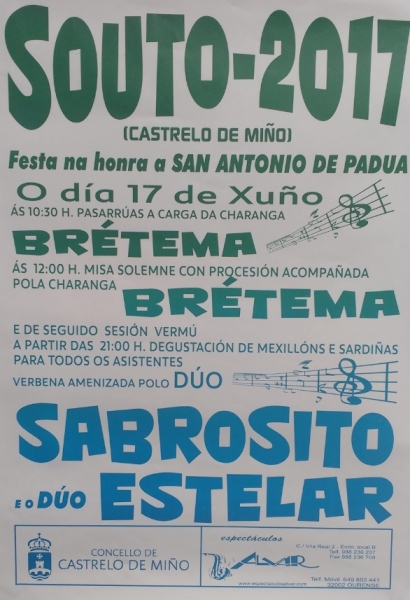 SOUTO-2017
(CASTRELO DE MIÑO)
Festa na honra a SAN ANTONIO DE PADUA
O día 17 de Xuño
ÁS 10:30 H. PASARRÚAS A CARGA DA CHARANGA
BRÉTEMA
ÁS 12:00 H. MISA SOLEMNE CON PROCESIÓN ACOMPAÑADA
POLA CHARANGA BRÉTEMA
E DE SEGUIDO SESIÓN VERMÚ
A PARTIR DAS 21:00 H. DEGUSTACIÓN DE MEXILLÓNS E SARDIÑAS
PARA TODOS OS ASISTENTES
VERBENA AMENIZADA POLO DÚO
SABROSITO
E O DÚO ESTELAR
CONCELLO DE
CASTRELO DE MIÑO
espectáculos
ALVAR
32002 OURENSE